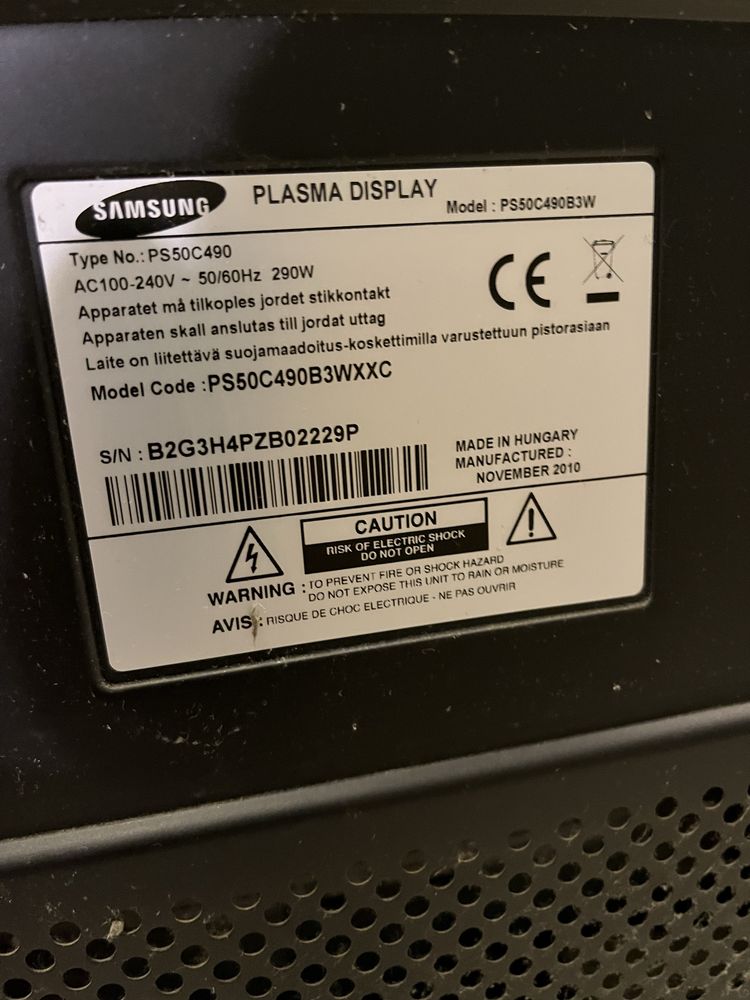 SAMSUNG PLASMA DISPLAY Model : PS50C490B3W
Type No.: PS50C490
AC100-240V ~ 50/60Hz 290W
Apparatet må tilkoples jordet stikkontakt
Apparaten skall anslutas till jordat uttag
Laite on liitettävä suojamaadoitus-koskettimilla varustettuun pistorasiaan
Model Code :PS50C490B3WXXC
S/N : B2G3H4PZB02229P
MADE IN HUNGARY
MANUFACTURED :
NOVEMBER 2010
CAUTION
RISK OF ELECTRIC SHOCK
DO NOT OPEN
WARNING : TO PREVENT FIRE OR SHOCK HAZARD
DO NOT EXPOSE THIS UNIT TO RAIN OR MOISTURE
AVIS : RISQUE DE CHOC ELECTRIQUE - NE PAS OUVRIR